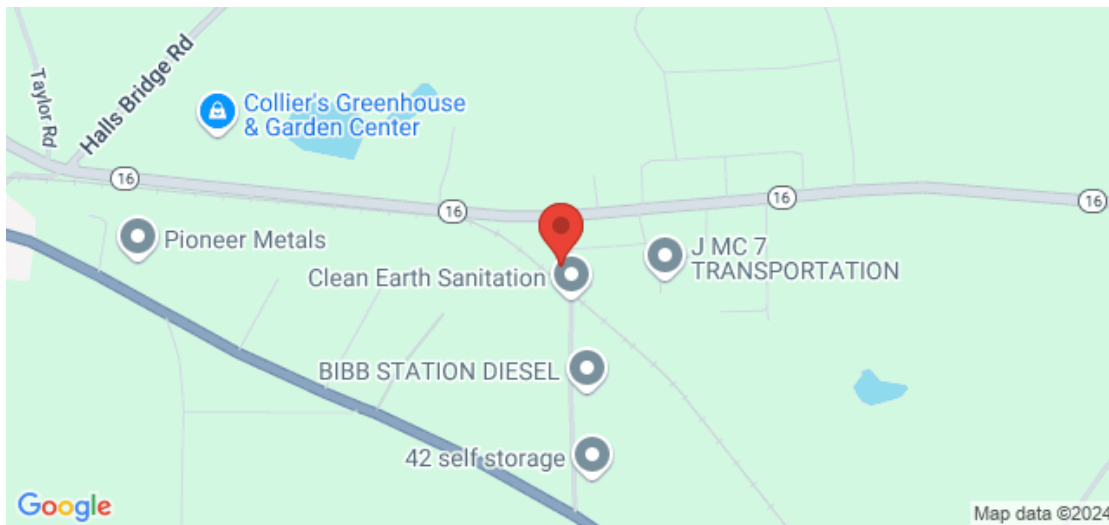 Taylor Rd
Halls Bridge Rd
Collier's Greenhouse
& Garden Center
16
16
16
16
Pioneer Metals
Clean Earth Sanitation
J MC 7
TRANSPORTATION
BIBB STATION DIESEL
42 self storage
Google
Map data ©2024